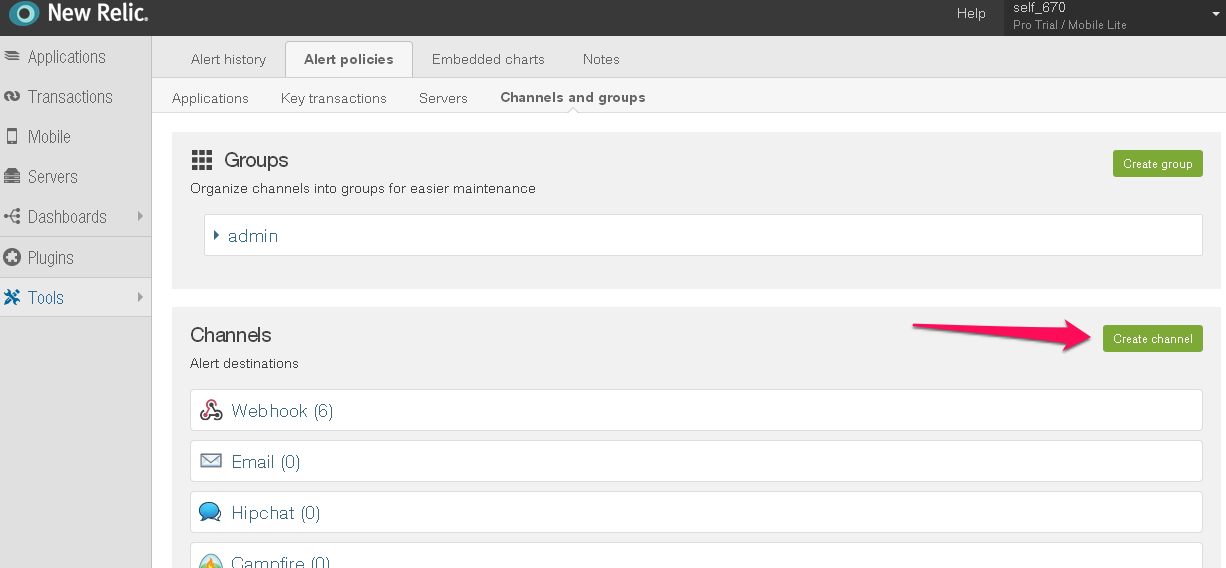 New Relic.
Help
self_670
Pro Trial / Mobile Lite
Applications
Transactions
Mobile
Servers
Dashboards
Plugins
Tools
Alert history Alert policies Embedded charts Notes
Applications Key transactions Servers Channels and groups
Groups
Create group
Organize channels into groups for easier maintenance
admin
Channels
Create channel
Alert destinations
Webhook (6)
Email (0)
Hipchat (0)
Campfire (0)